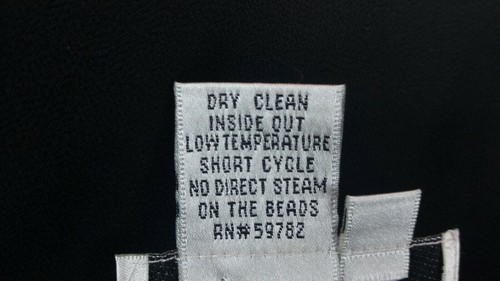 DRY CLEAN
INSIDE OUT
LOW TEMPERATURE
SHORT CYCLE
NO DIRECT STEAM
ON THE BEADS
RN#59782